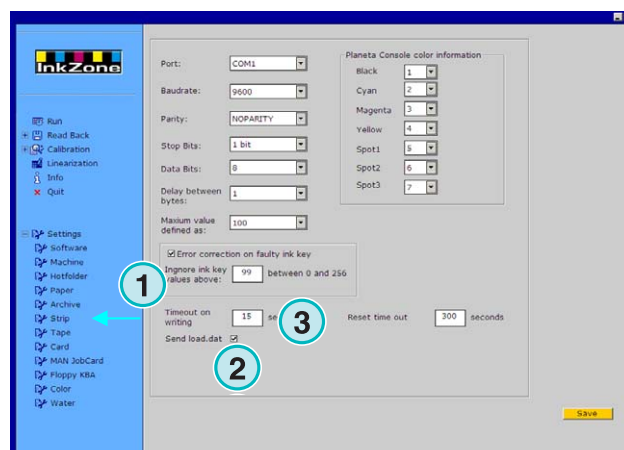 InkZone
Run
Read Back
Calibration
Linearization
Info
Quit
Settings
Software
Machine
Hotfolder
Paper
Archive
Strip
Tape
Card
MAN JobCard
Floppy KBA
Color
Water
Port: COM1
Baudrate: 9600
Parity: NOPARITY
Stop Bits: 1 bit
Data Bits: 8
Delay between 1
bytes:
Maxium value 100
defined as:
Planeta Console color information
Black 1
Cyan 2
Magenta 3
Yellow 4
Spot1 5
Spot2 6
Spot3 7
Error correction on faulty ink key
Ingnore ink key 99 between 0 and 256
values above:
Timeout on 15 se
writing
Reset time out 300 seconds
Send load.dat
1
2
3
Save